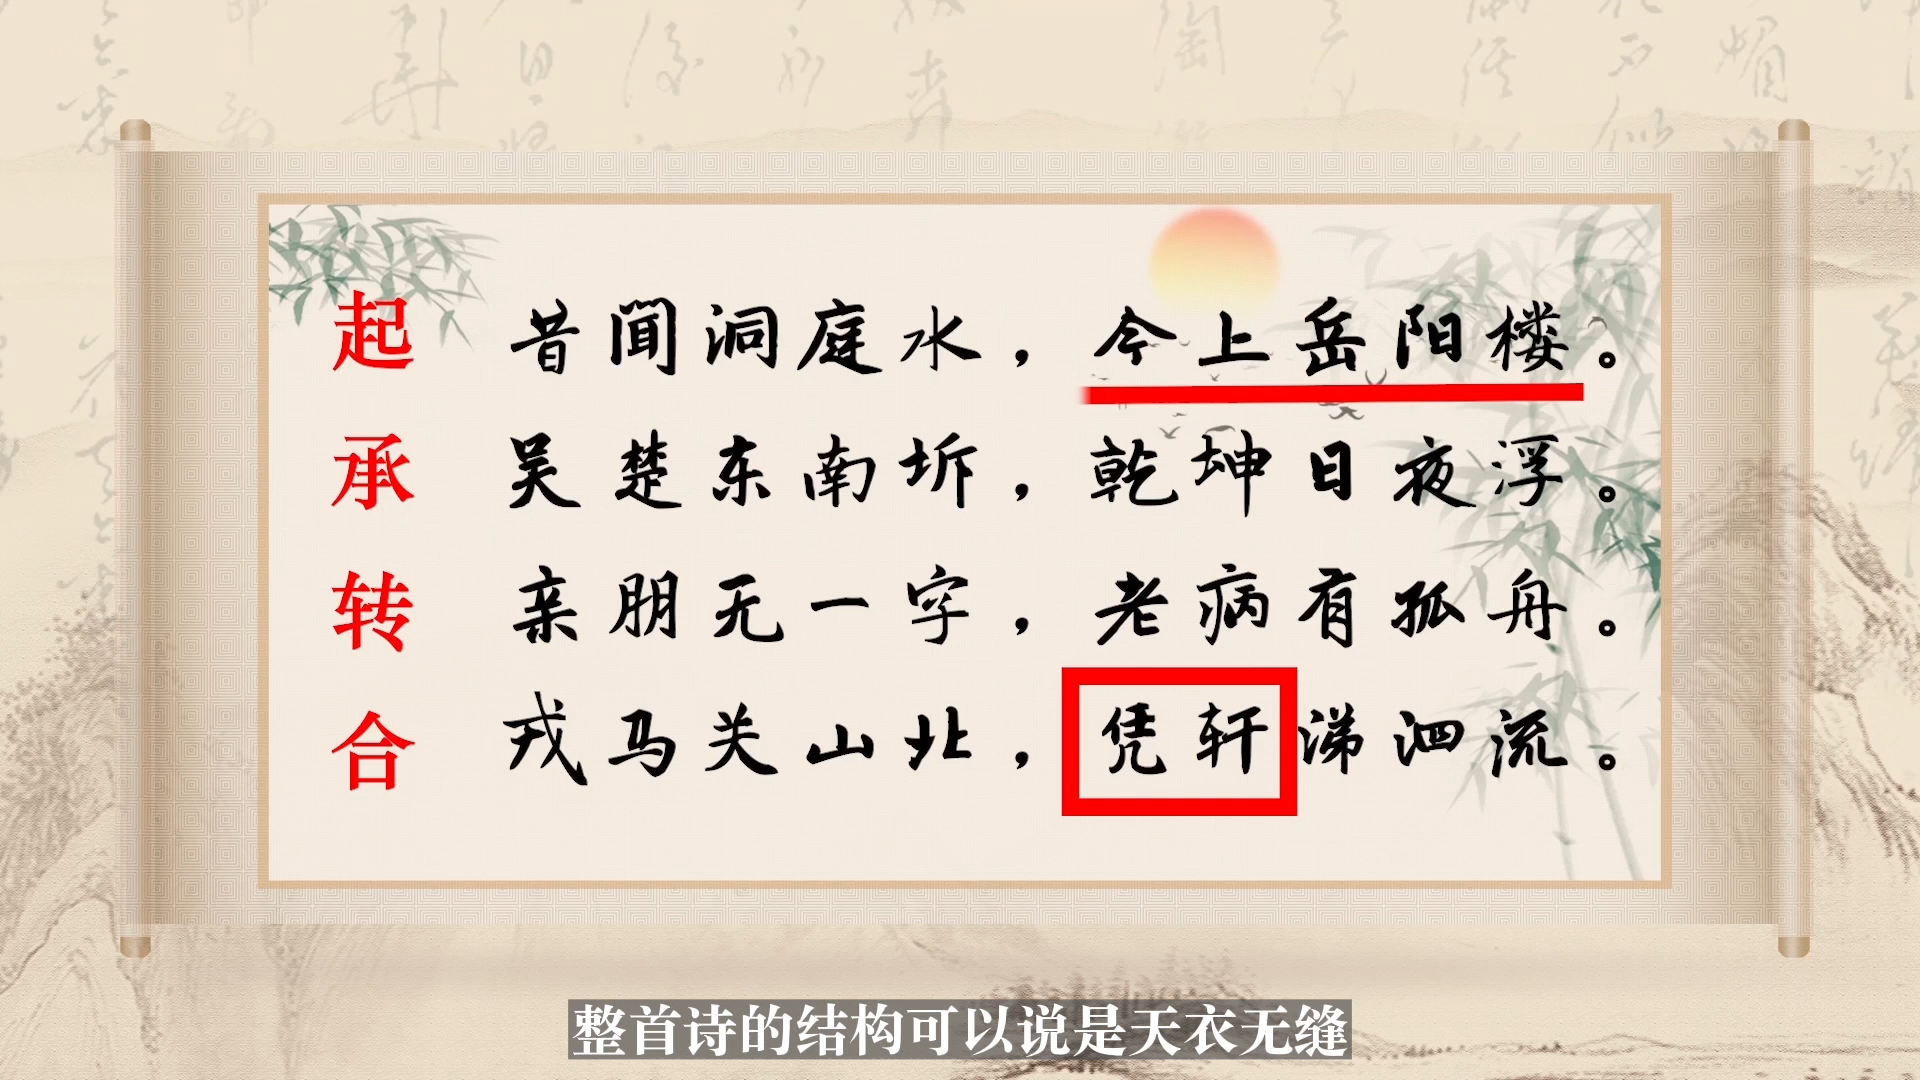 起 昔闻洞庭水，今上岳阳楼。
承 吴楚东南坼，乾坤日夜浮。
转 亲朋无一字，老病有孤舟。
合 戎马关山北，凭轩涕泗流。
整首诗的结构可以说是天衣无缝